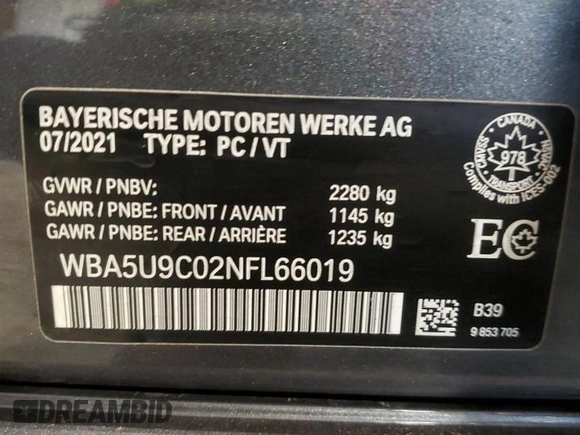 BAYERISCHE MOTOREN WERKE AG
07/2021 TYPE: PC/VT
GVWR / PNBV: 2280 kg
GAWR / PNBE: FRONT / AVANT 1145 kg
GAWR / PNBE: REAR / ARRIÈRE 1235 kg
WBA5U9C02NFL66019
CANADA
978
TRANSPORT
Complies with ICES-002
EC
B39
9 853 705
DREAMBID